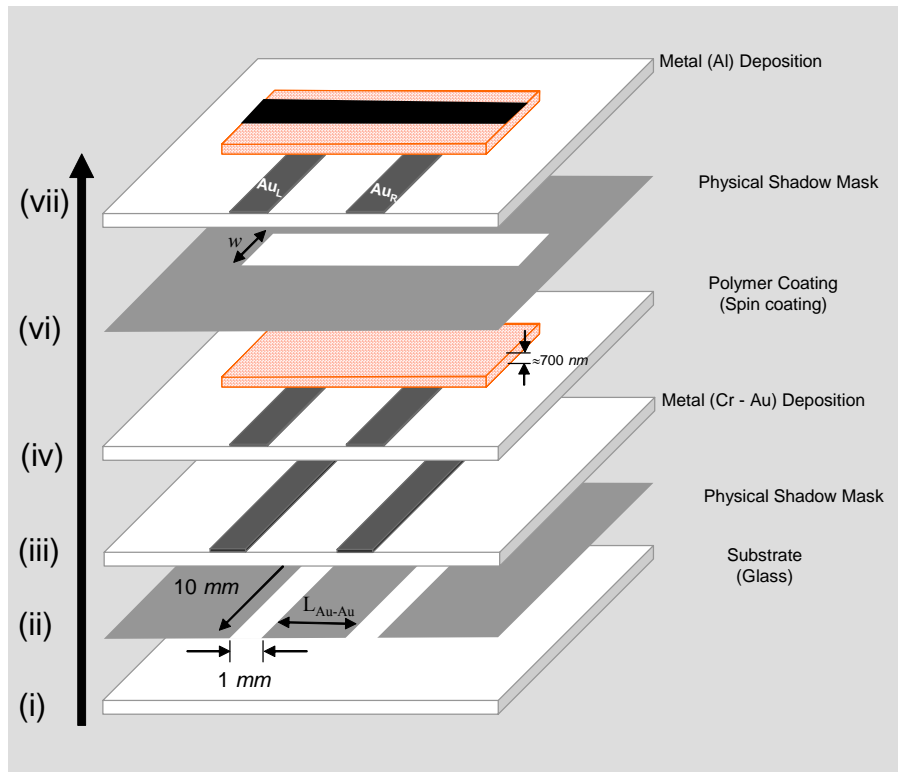 Metal (Al) Deposition
Au_L
Au_R
(vii)
Physical Shadow Mask
w
Polymer Coating
(Spin coating)
(vi)
≈700 nm
Metal (Cr - Au) Deposition
(iv)
Physical Shadow Mask
(iii)
Substrate
(Glass)
10 mm
L_Au-Au
(ii)
1 mm
(i)